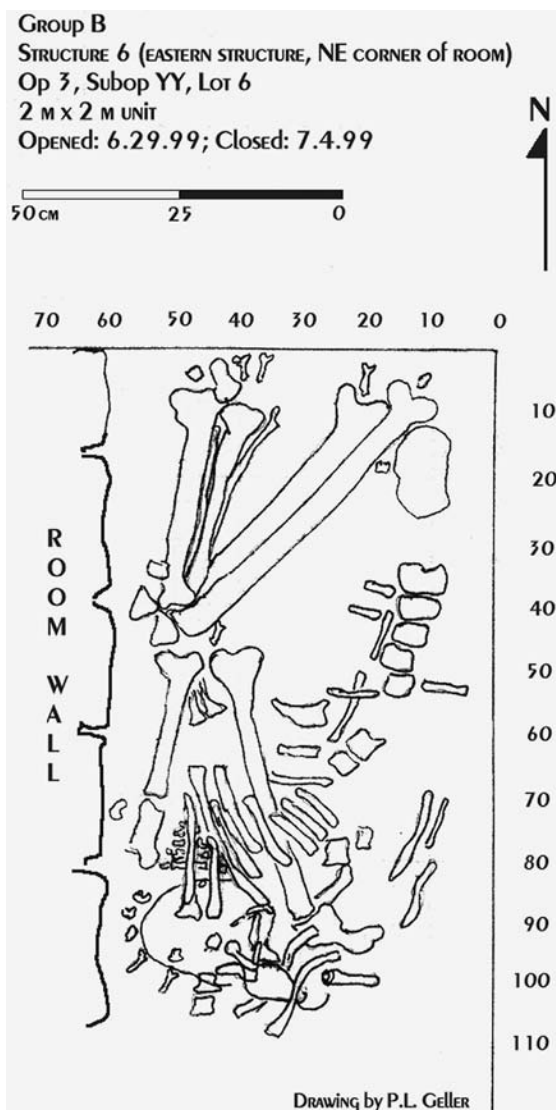 Group B
Structure 6 (eastern structure, NE corner of room)
Op 3, Subop YY, Lot 6
2 m x 2 m unit
Opened: 6.29.99; Closed: 7.4.99
N
50 cm 25 0
70 60 50 40 30 20 10 0
10
20
30
40
50
60
70
80
90
100
110
ROOM WALL
Drawing by P.L. Geller